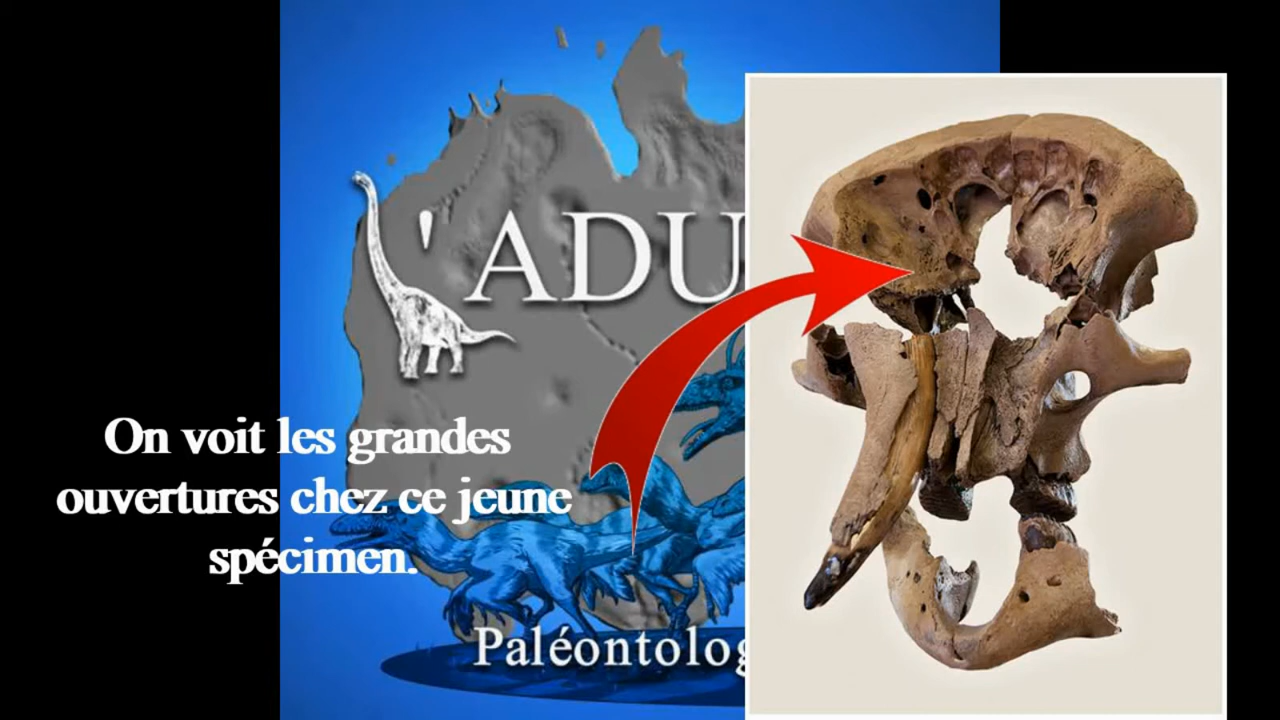 'ADU
On voit les grandes
ouvertures chez ce jeune
spécimen.
Paléontolog